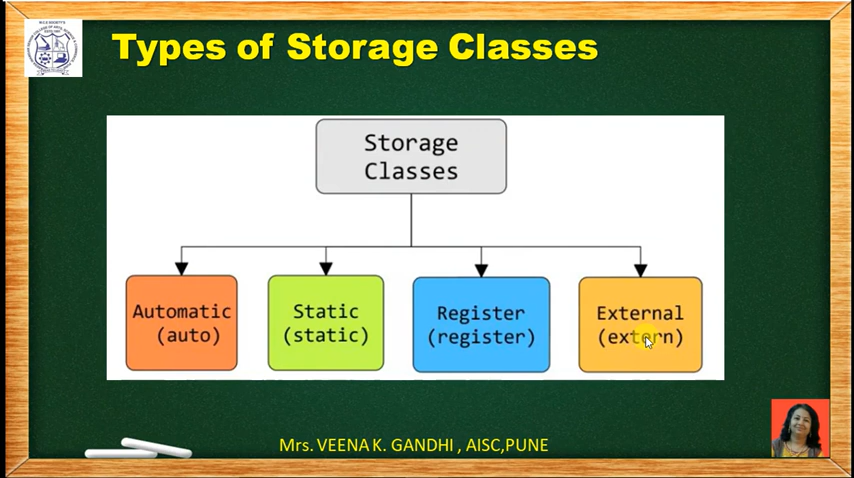 Types of Storage Classes
Storage
Classes
Automatic
(auto)
Static
(static)
Register
(register)
External
(extern)
Mrs. VEENA K. GANDHI , AISC,PUNE